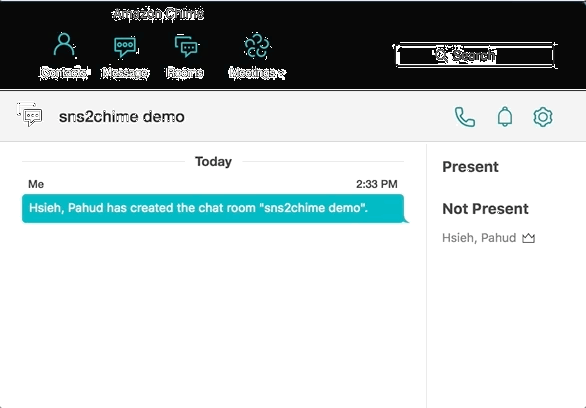 Amazon Chime
Contacts Message Rooms Meetings
Search
sns2chime demo
Today
Me 2:33 PM
Hsieh, Pahud has created the chat room "sns2chime demo".
Present
Not Present
Hsieh, Pahud